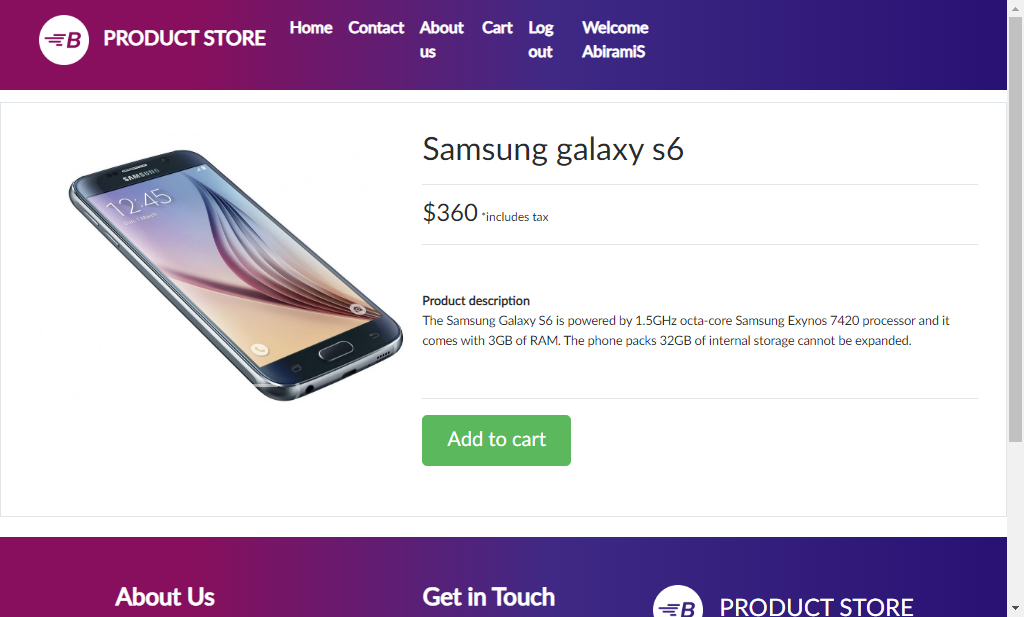 B PRODUCT STORE
Home Contact About us Cart Log out Welcome AbiramiS
SAMSUNG
12:45
Samsung galaxy s6
$360 *includes tax
Product description
The Samsung Galaxy S6 is powered by 1.5GHz octa-core Samsung Exynos 7420 processor and it
comes with 3GB of RAM. The phone packs 32GB of internal storage cannot be expanded.
Add to cart
About Us
Get in Touch
B PRODUCT STORE